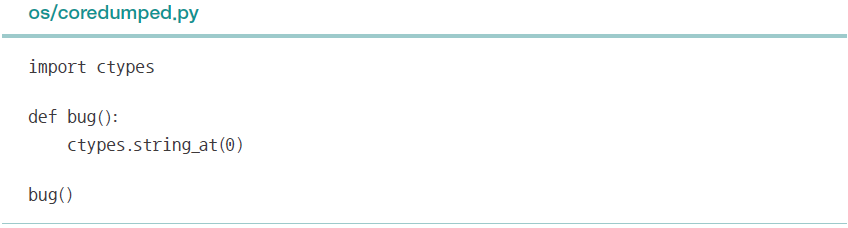 os/coredumped.py
import ctypes
def bug():
    ctypes.string_at(0)
bug()